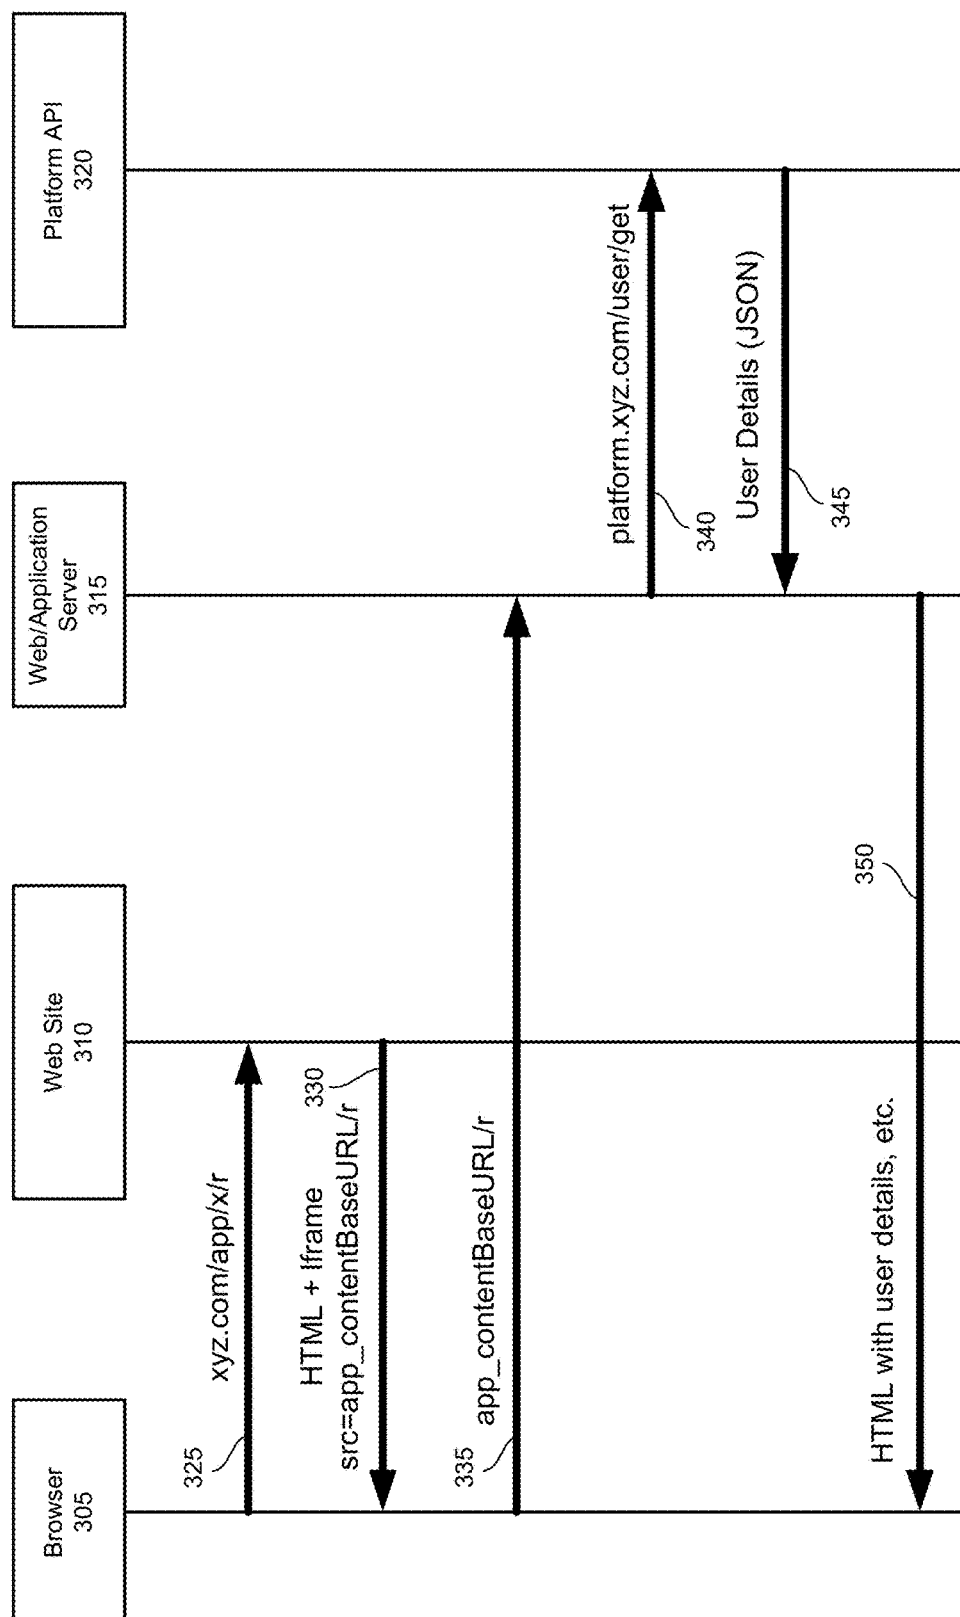 Browser
305
Web Site
310
Web/Application
Server
315
Platform API
320
xyz.com/app/x/r
325
HTML + Iframe
src=app_contentBaseURL/r
330
app_contentBaseURL/r
335
platform.xyz.com/user/get
340
User Details (JSON)
345
HTML with user details, etc.
350